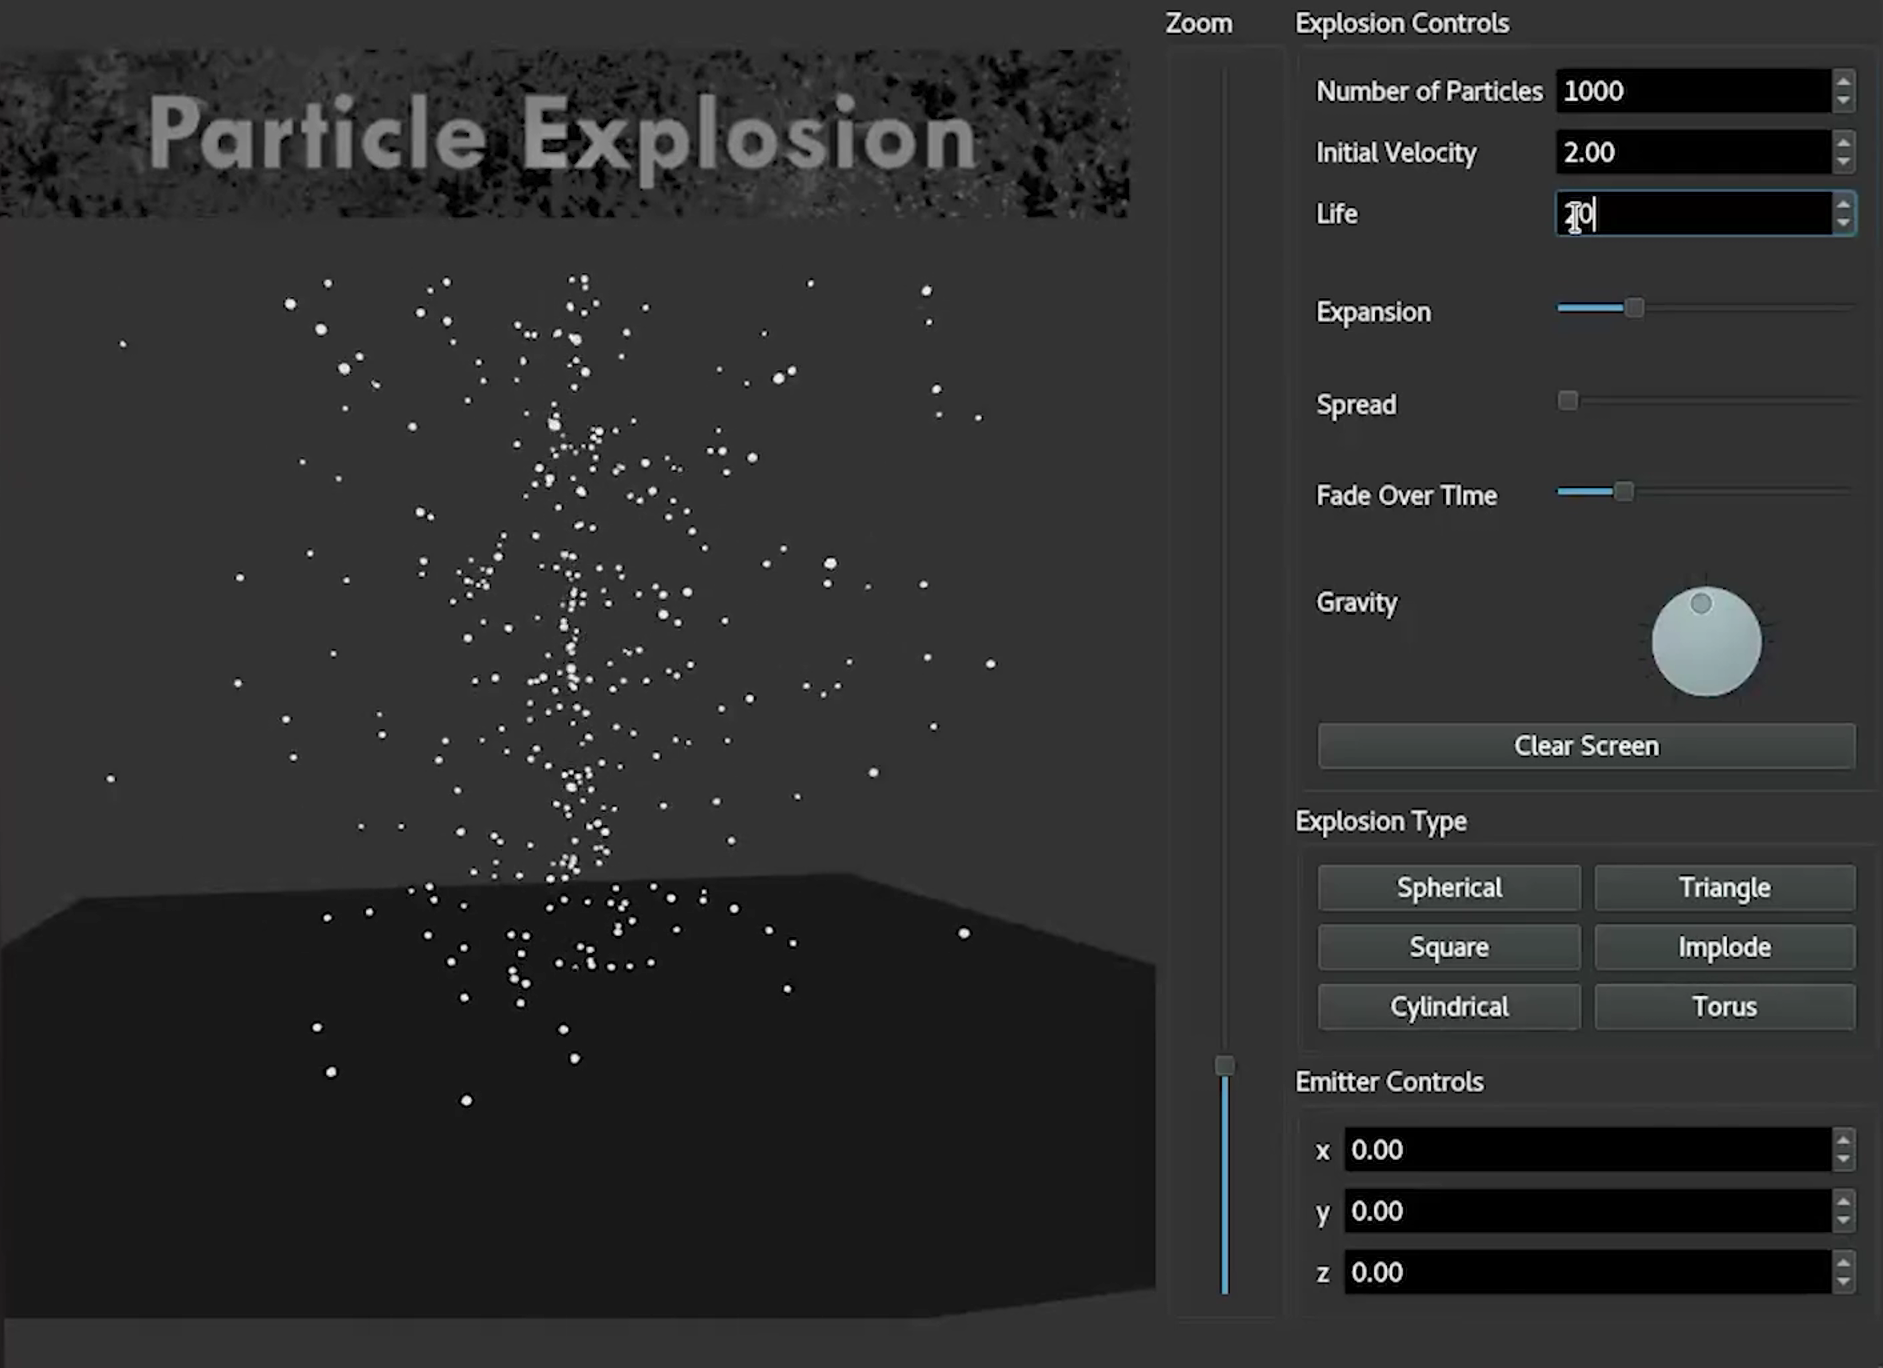 Particle Explosion
Zoom
Explosion Controls
Number of Particles 1000
Initial Velocity 2.00
Life
Expansion
Spread
Fade Over TIme
Gravity
Clear Screen
Explosion Type
Spherical Triangle
Square Implode
Cylindrical Torus
Emitter Controls
x 0.00
y 0.00
z 0.00